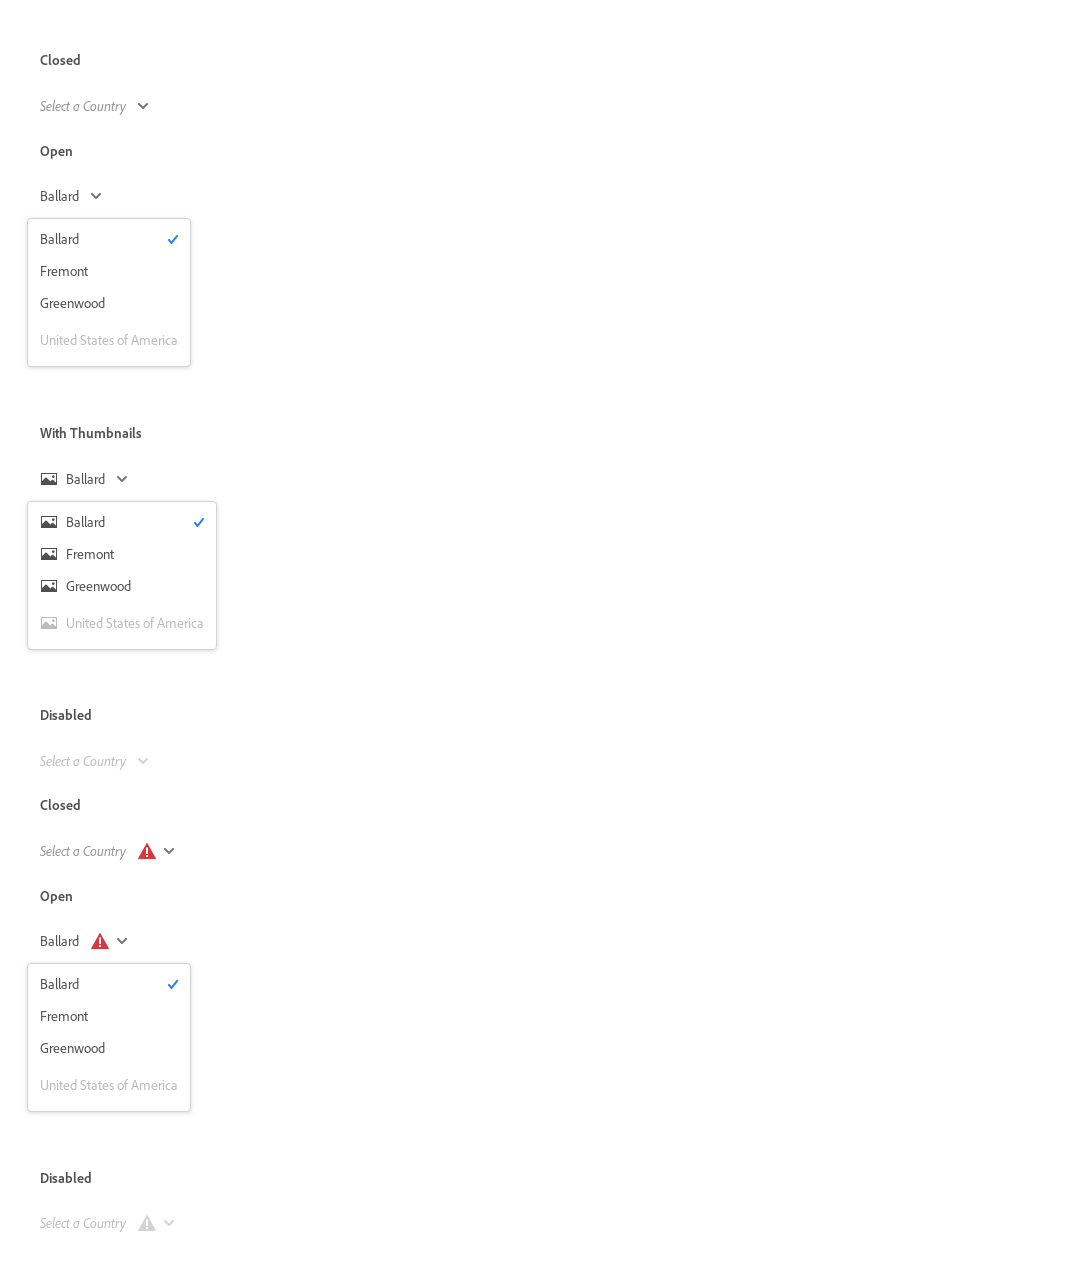 Closed
Select a Country
Open
Ballard
Ballard
Fremont
Greenwood
United States of America
With Thumbnails
Ballard
Ballard
Fremont
Greenwood
United States of America
Disabled
Select a Country
Closed
Select a Country
Open
Ballard
Ballard
Fremont
Greenwood
United States of America
Disabled
Select a Country